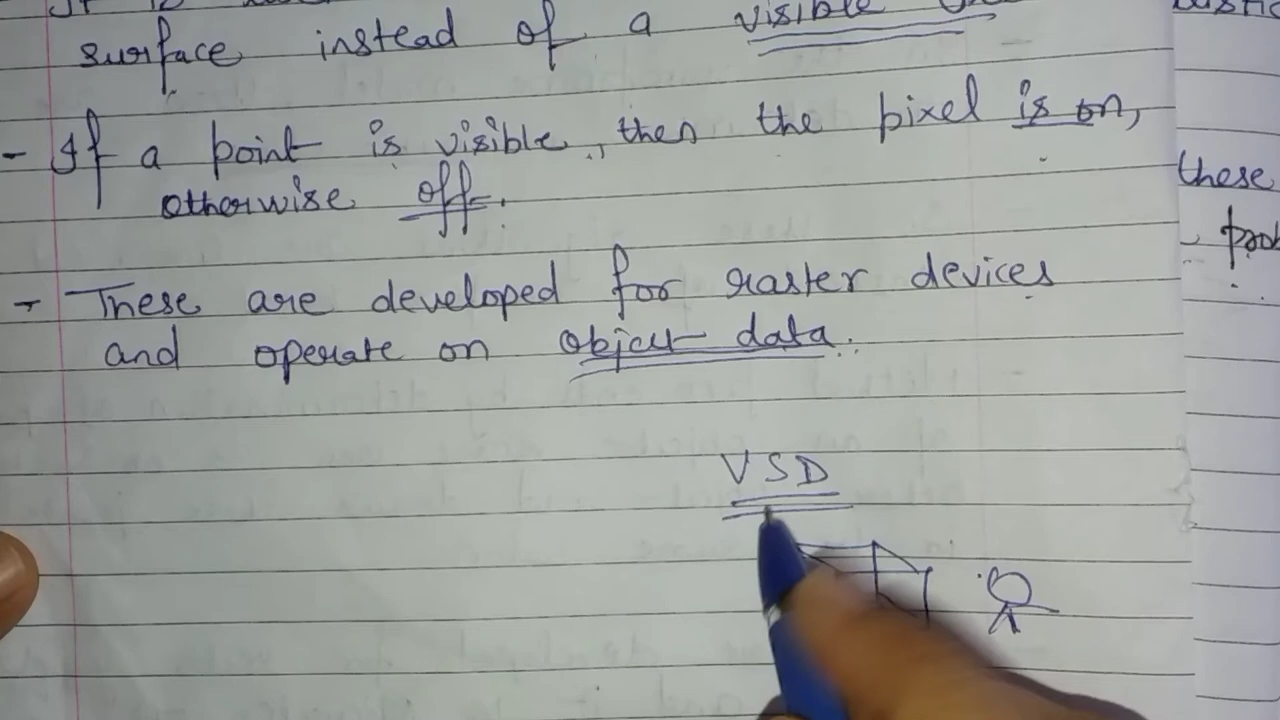 surface instead of a visible
- If a point is visible, then the pixel is on,
otherwise off.
- These are developed for raster devices
and operate on object data.
VSD
these